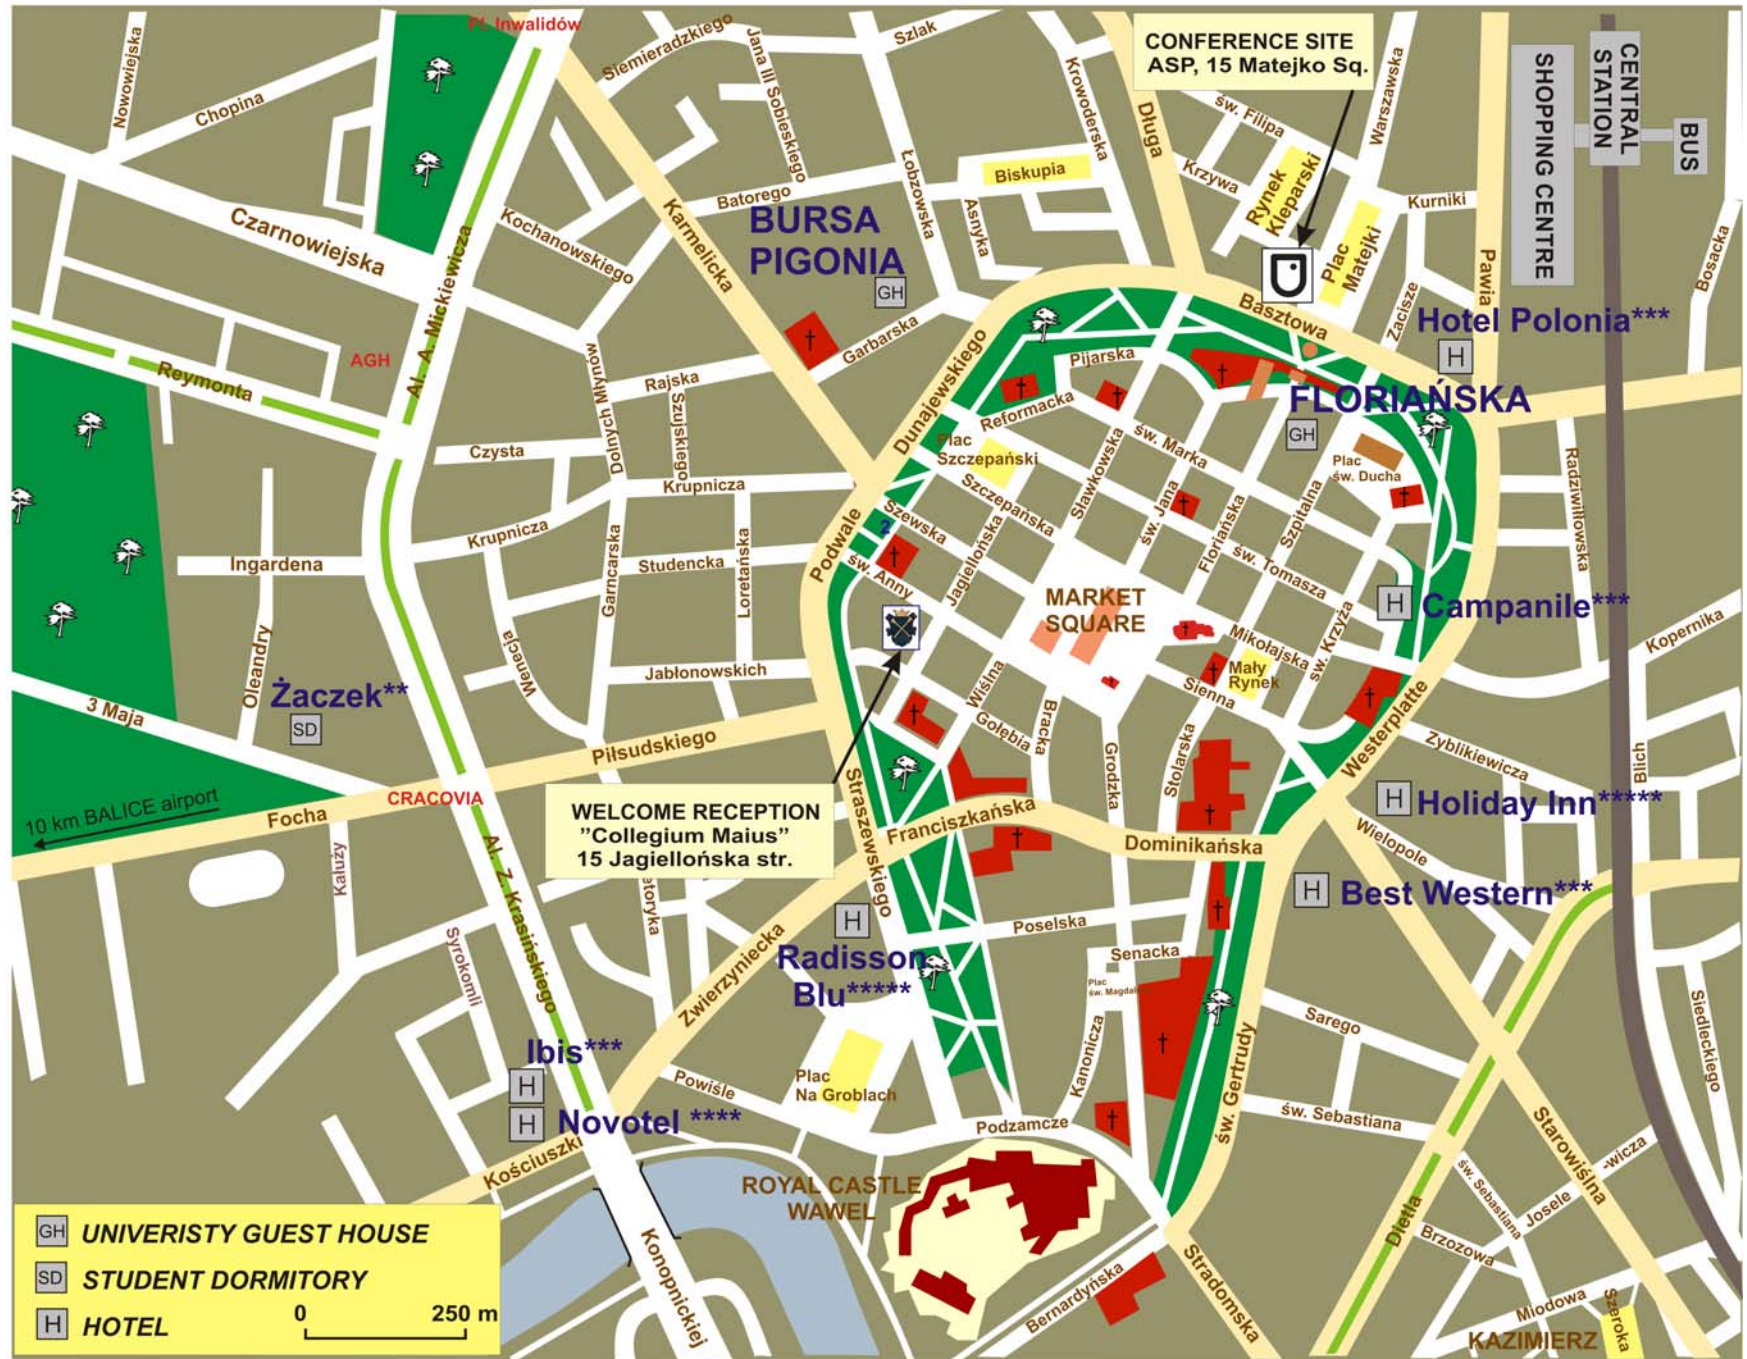 Pl. Inwalidów
Nowowiejska
Chopina
Siemieradzkiego
Jana III Sobieskiego
Szlak
Krowoderska
CONFERENCE SITE
ASP, 15 Matejko Sq.
Długa
św. Filipa
Warszawska
SHOPPING CENTRE
CENTRAL
STATION
BUS
Krzywa
Rynek
Kleparski
Plac
Matejki
Kurniki
Pawia
Bosacka
Czarnowiejska
Al. A. Mickiewicza
Kochanowskiego
Karmelicka
Batorego
Łobzowska
Biskupia
Asnyka
BURSA
PIGONIA
GH
Garbarska
Basztowa
Zacisze
Hotel Polonia***
H
AGH
Reymonta
Dolnych Młynów
Rajska
Szujskiego
Dunajewskiego
Pijarska
Reformacka
FLORIAŃSKA
GH
Czysta
Krupnicza
Krupnicza
Plac
Szczepański
Szczepańska
Sławkowska
św. Marka
św. Jana
Floriańska
Szpitalna
Plac
św. Ducha
Radziwiłłowska
Ingardena
Oleandry
Garncarska
Studencka
Loretańska
Podwale
Szewska
2
św. Anny
Jagiellońska
św. Tomasza
MARKET
SQUARE
św. Krzyża
H
Campanile***
Kopernika
Wenecja
Jabłonowskich
Mikołajska
Mały
Rynek
Sienna
Żaczek**
SD
3 Maja
Piłsudskiego
Wiślna
Gołębia
Bracka
Grodzka
Stolarska
Westerplatte
Zyblikiewicza
Blich
CRACOVIA
Focha
10 km BALICE airport
WELCOME RECEPTION
"Collegium Maius"
15 Jagiellońska str.
Straszewskiego
Franciszkańska
Dominikańska
H
Holiday Inn*****
Wielopole
H
Best Western***
Kałuży
Al. Z. Krasińskiego
atoryka
Syrokomli
Zwierzyniecka
H
Radisson
Blu*****
Poselska
Senacka
Plac
św. Magdal
Kanonicza
Sarego
Siedleckiego
Ibis***
H
H
Novotel ****
Kościuszki
Powiśle
Plac
Na Groblach
Podzamcze
św. Gertrudy
św. Sebastiana
Starowiślna
ROYAL CASTLE
WAWEL
św. Sebastiana
Josele
-wicza
Brzozowa
Dietla
Konopnickiej
Bernardyńska
Stradomska
Miodowa
Szeroka
KAZIMIERZ
GH UNIVERISTY GUEST HOUSE
SD STUDENT DORMITORY
H HOTEL
0 250 m